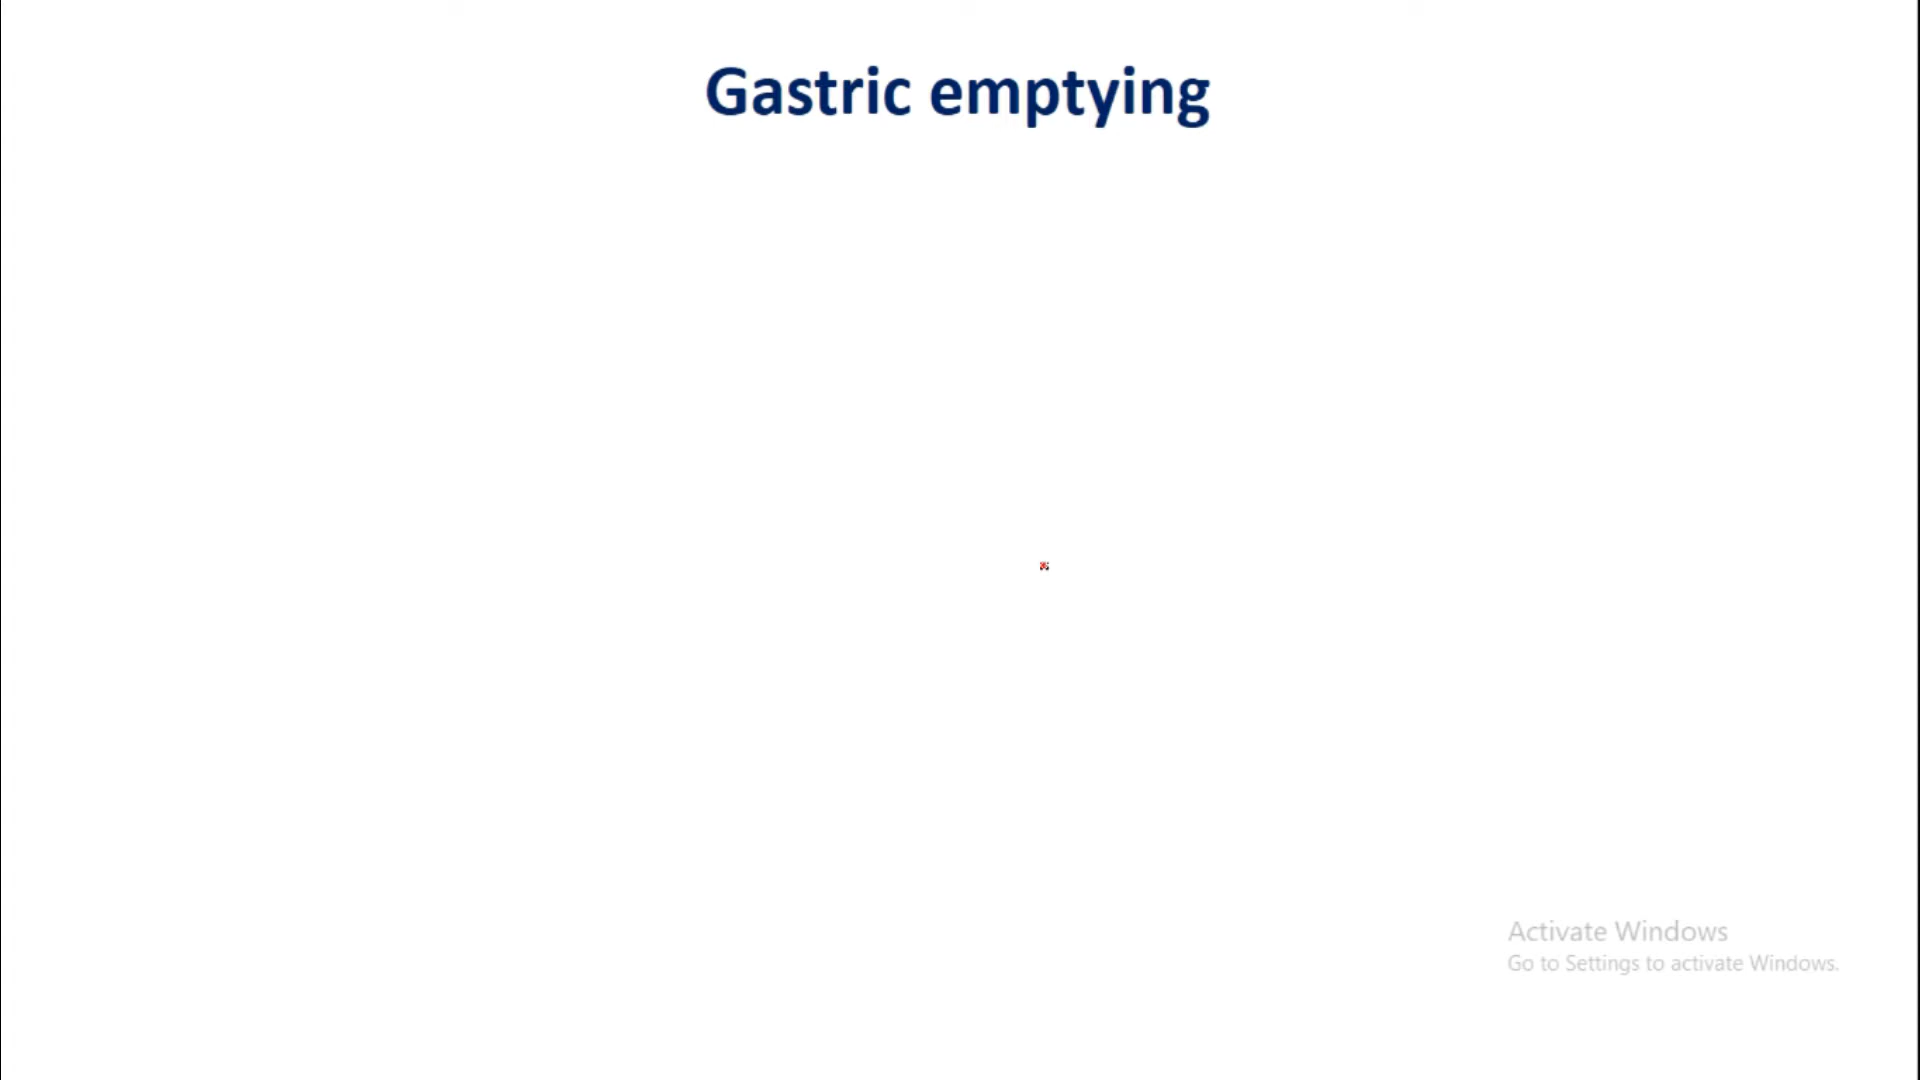 Gastric emptying
Activate Windows
Go to Settings to activate Windows.